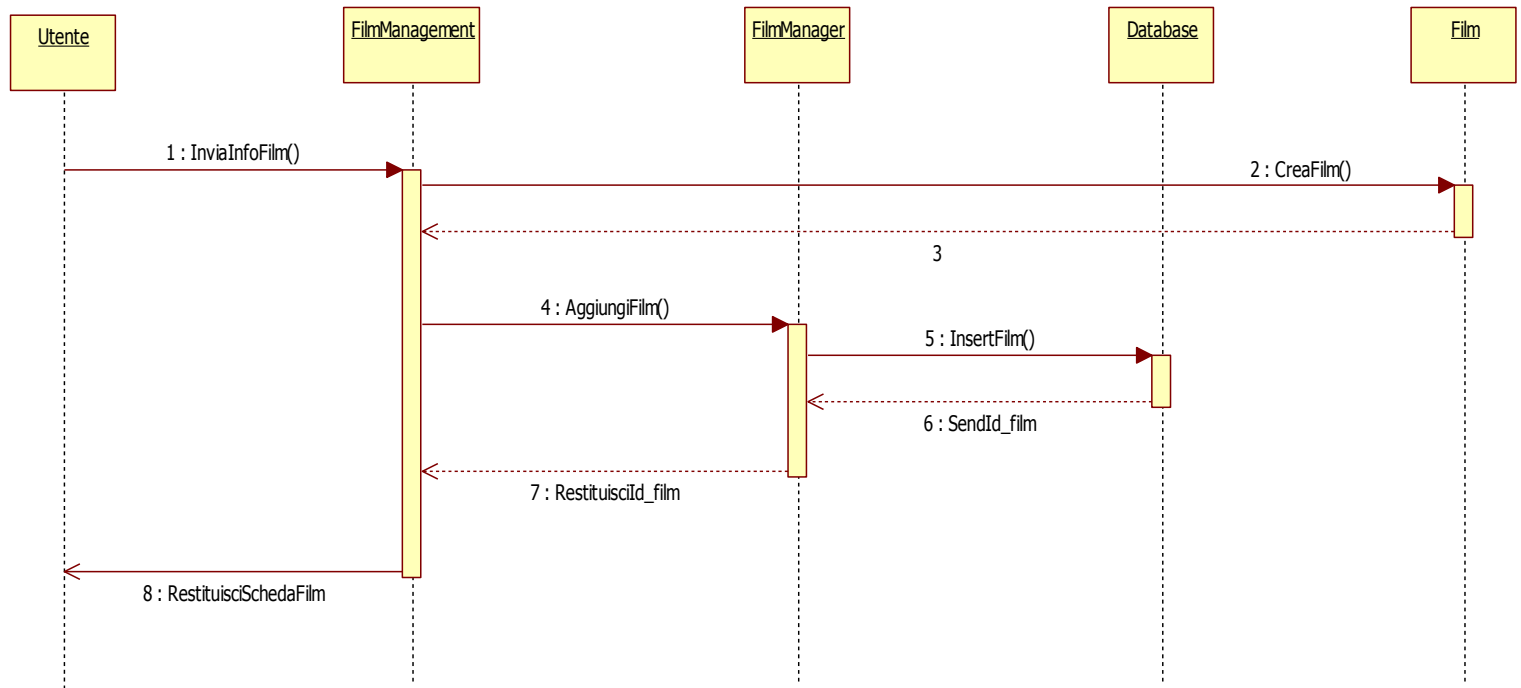 Utente
FilmManagement
FilmManager
Database
Film
1 : InviaInfoFilm()
2 : CreaFilm()
3
4 : AggiungiFilm()
5 : InsertFilm()
6 : SendId_film
7 : RestituisciId_film
8 : RestituisciSchedaFilm